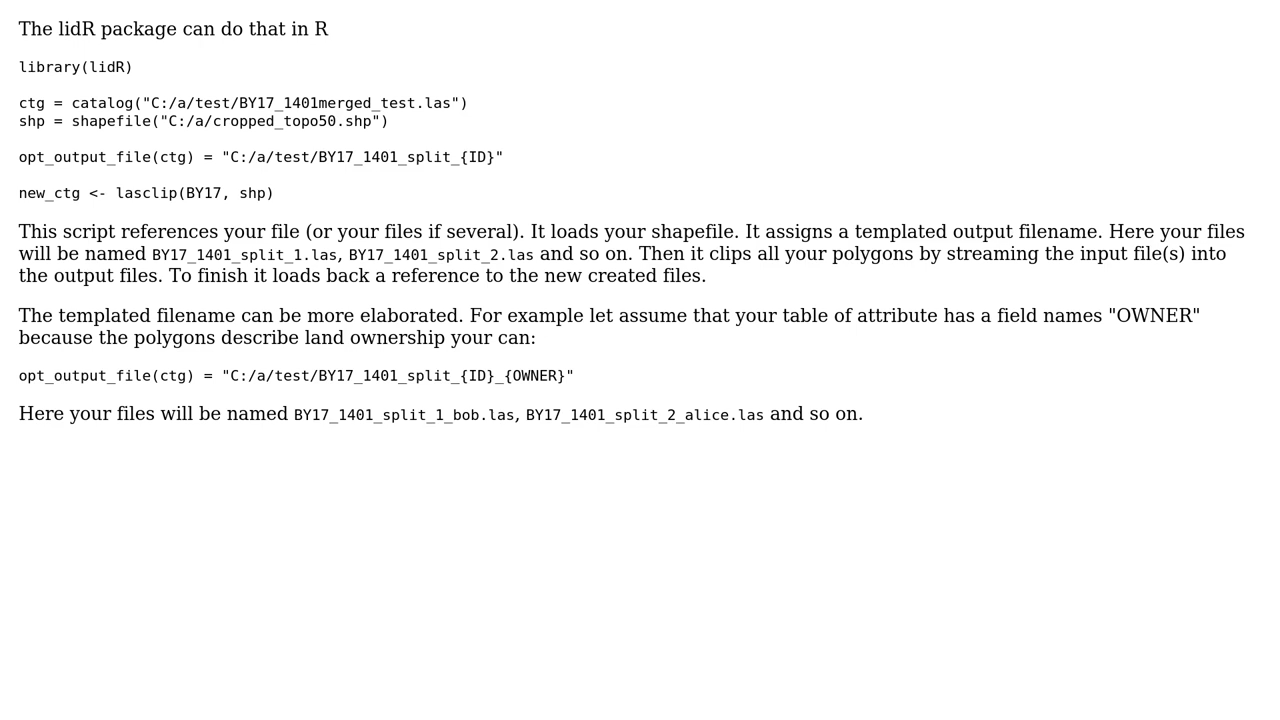 The lidR package can do that in R
library(lidR)
ctg = catalog("C:/a/test/BY17_1401merged_test.las")
shp = shapefile("C:/a/cropped_topo50.shp")
opt_output_file(ctg) = "C:/a/test/BY17_1401_split_{ID}"
new_ctg <- lasclip(BY17, shp)
This script references your file (or your files if several). It loads your shapefile. It assigns a templated output filename. Here your files
will be named BY17_1401_split_1.las, BY17_1401_split_2.las and so on. Then it clips all your polygons by streaming the input file(s) into
the output files. To finish it loads back a reference to the new created files.
The templated filename can be more elaborated. For example let assume that your table of attribute has a field names "OWNER"
because the polygons describe land ownership your can:
opt_output_file(ctg) = "C:/a/test/BY17_1401_split_{ID}_{OWNER}"
Here your files will be named BY17_1401_split_1_bob.las, BY17_1401_split_2_alice.las and so on.